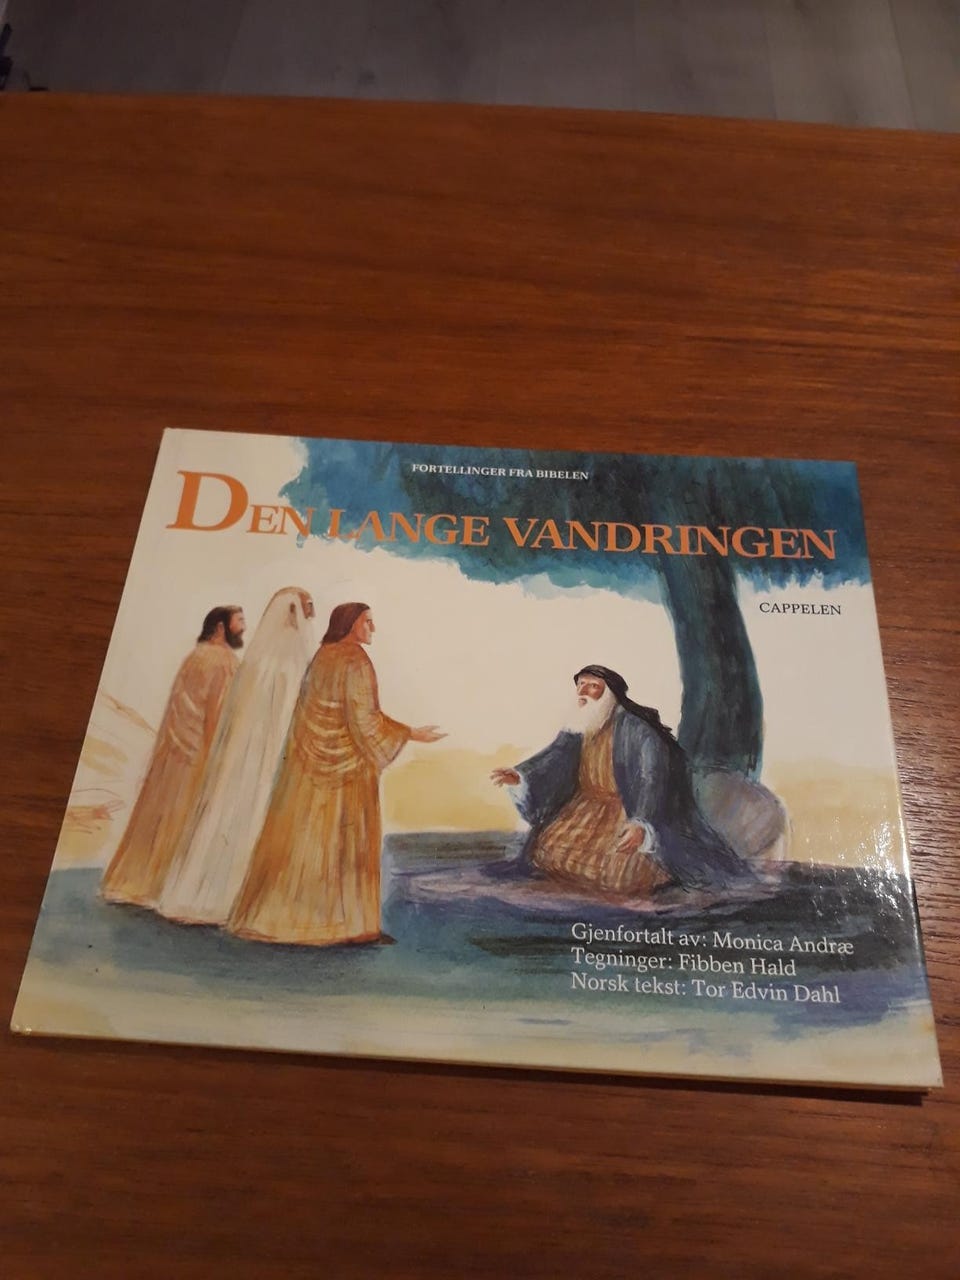 FORTELLINGER FRA BIBELEN
DEN LANGE VANDRINGEN
CAPPELEN
Gjenfortalt av: Monica Andræ
Tegninger: Fibben Hald
Norsk tekst: Tor Edvin Dahl